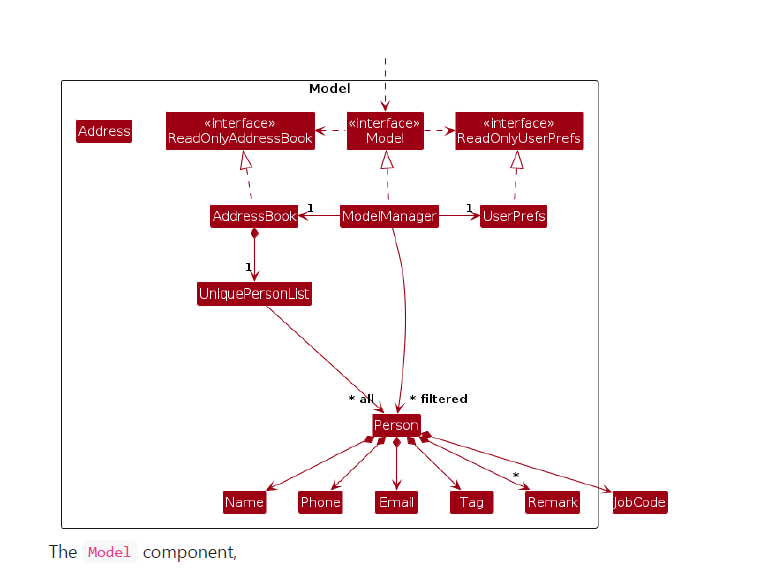 Model
Address
«interface»
ReadOnlyAddressBook
«interface»
Model
«interface»
ReadOnlyUserPrefs
1
1
AddressBook
ModelManager
UserPrefs
1
UniquePersonList
* all
* filtered
Person
*
Name
Phone
Email
Tag
Remark
JobCode
The Model component,